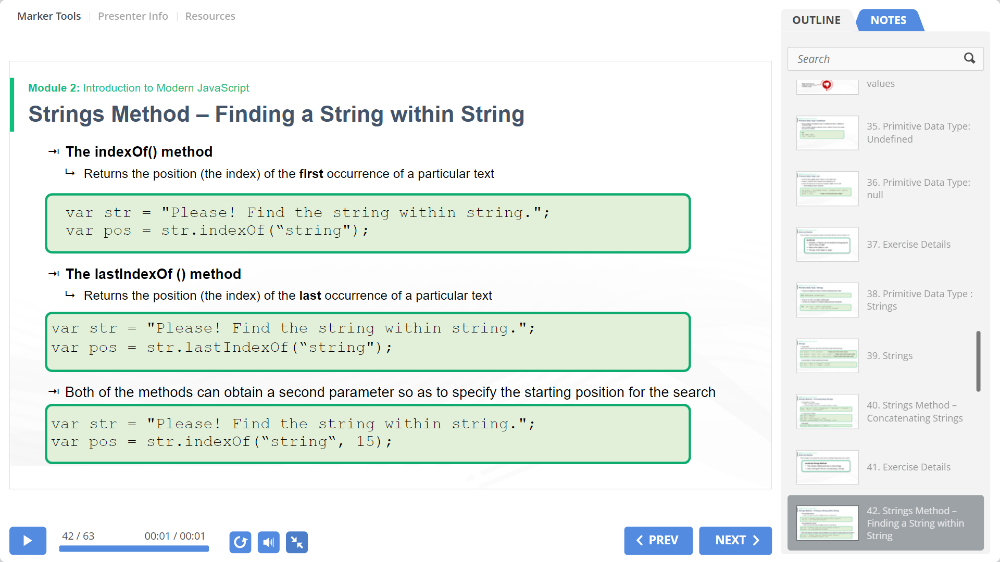 Marker Tools
Presenter Info
Resources
OUTLINE
NOTES
Search
Module 2: Introduction to Modern JavaScript
Strings Method – Finding a String within String
The indexOf() method
Returns the position (the index) of the first occurrence of a particular text
var str = "Please! Find the string within string.";
var pos = str.indexOf(“string");
The lastIndexOf () method
Returns the position (the index) of the last occurrence of a particular text
var str = "Please! Find the string within string.";
var pos = str.lastIndexOf(“string");
Both of the methods can obtain a second parameter so as to specify the starting position for the search
var str = "Please! Find the string within string.";
var pos = str.indexOf(“string“, 15);
values
35. Primitive Data Type:
Undefined
36. Primitive Data Type:
null
37. Exercise Details
38. Primitive Data Type :
Strings
39. Strings
40. Strings Method –
Concatenating Strings
41. Exercise Details
42. Strings Method –
Finding a String within
String
42 / 63
00:01 / 00:01
PREV
NEXT